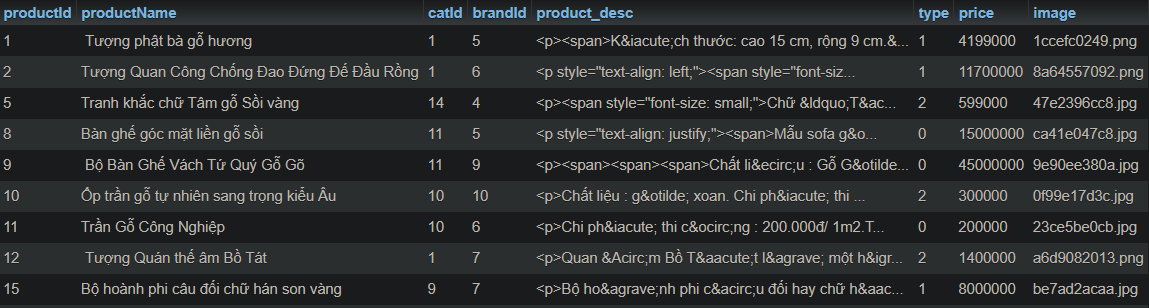 productId productName catId brandId product_desc type price image
1 Tượng phật bà gỗ hương 1 5 <p><span>K&iacute;ch thước: cao 15 cm, rộng 9 cm.&... 1 4199000 1ccefc0249.png
2 Tượng Quan Công Chống Đao Đứng Đế Đầu Rồng 1 6 <p style="text-align: left;"><span style="font-siz... 1 11700000 8a64557092.png
5 Tranh khắc chữ Tâm gỗ Sồi vàng 14 4 <p><span style="font-size: small;">Chữ &ldquo;T&ac... 2 599000 47e2396cc8.jpg
8 Bàn ghế góc mặt liền gỗ sồi 11 5 <p style="text-align: justify;"><span>Mẫu sofa g&o... 0 15000000 ca41e047c8.jpg
9 Bộ Bàn Ghế Vách Tứ Quý Gỗ Gõ 11 9 <p><span><span><span>Chất li&ecirc;u : Gỗ G&otilde... 0 45000000 9e90ee380a.jpg
10 Ốp trần gỗ tự nhiên sang trọng kiểu Âu 10 10 <p>Chất liệu : g&otilde; xoan. Chi ph&iacute; thi ... 2 300000 0f99e17d3c.jpg
11 Trần Gỗ Công Nghiệp 10 6 <p>Chi ph&iacute; thi c&ocirc;ng : 200.000đ/ 1m2.T... 0 200000 23ce5be0cb.jpg
12 Tượng Quán thế âm Bồ Tát 1 7 <p>Quan &Acirc;m Bồ T&aacute;t l&agrave; một h&igr... 2 1400000 a6d9082013.png
15 Bộ hoành phi câu đối chữ hán son vàng 9 7 <p>Bộ ho&agrave;nh phi c&acirc;u đối hay chữ h&aac... 1 8000000 be7ad2acaa.jpg